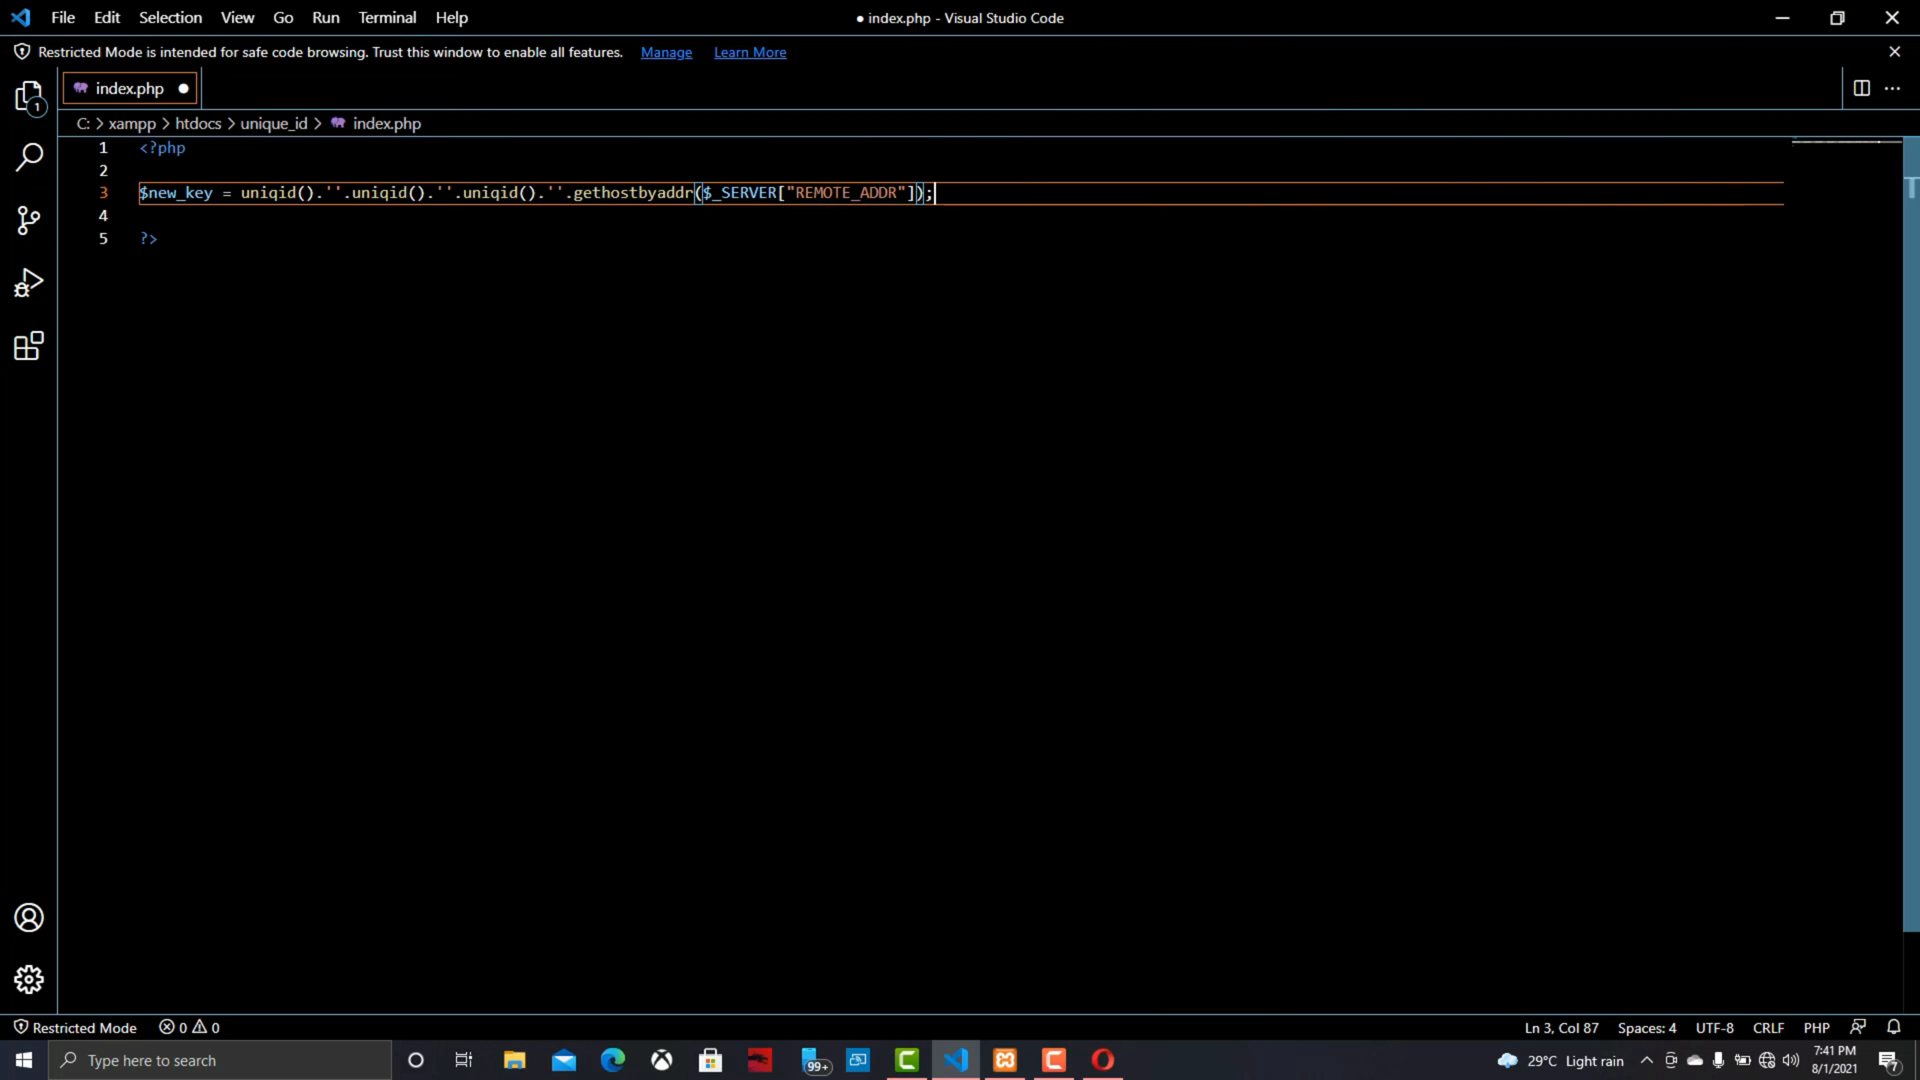 File Edit Selection View Go Run Terminal Help
● index.php - Visual Studio Code
Restricted Mode is intended for safe code browsing. Trust this window to enable all features. Manage Learn More
1
index.php ●
C: > xampp > htdocs > unique_id > index.php
1 <?php
2
3 $new_key = uniqid().''.uniqid().''.uniqid().''.gethostbyaddr($_SERVER["REMOTE_ADDR"]);
4
5 ?>
Restricted Mode 0 0
Ln 3, Col 87 Spaces: 4 UTF-8 CRLF PHP
Type here to search
99+
29°C Light rain
7:41 PM
8/1/2021
7